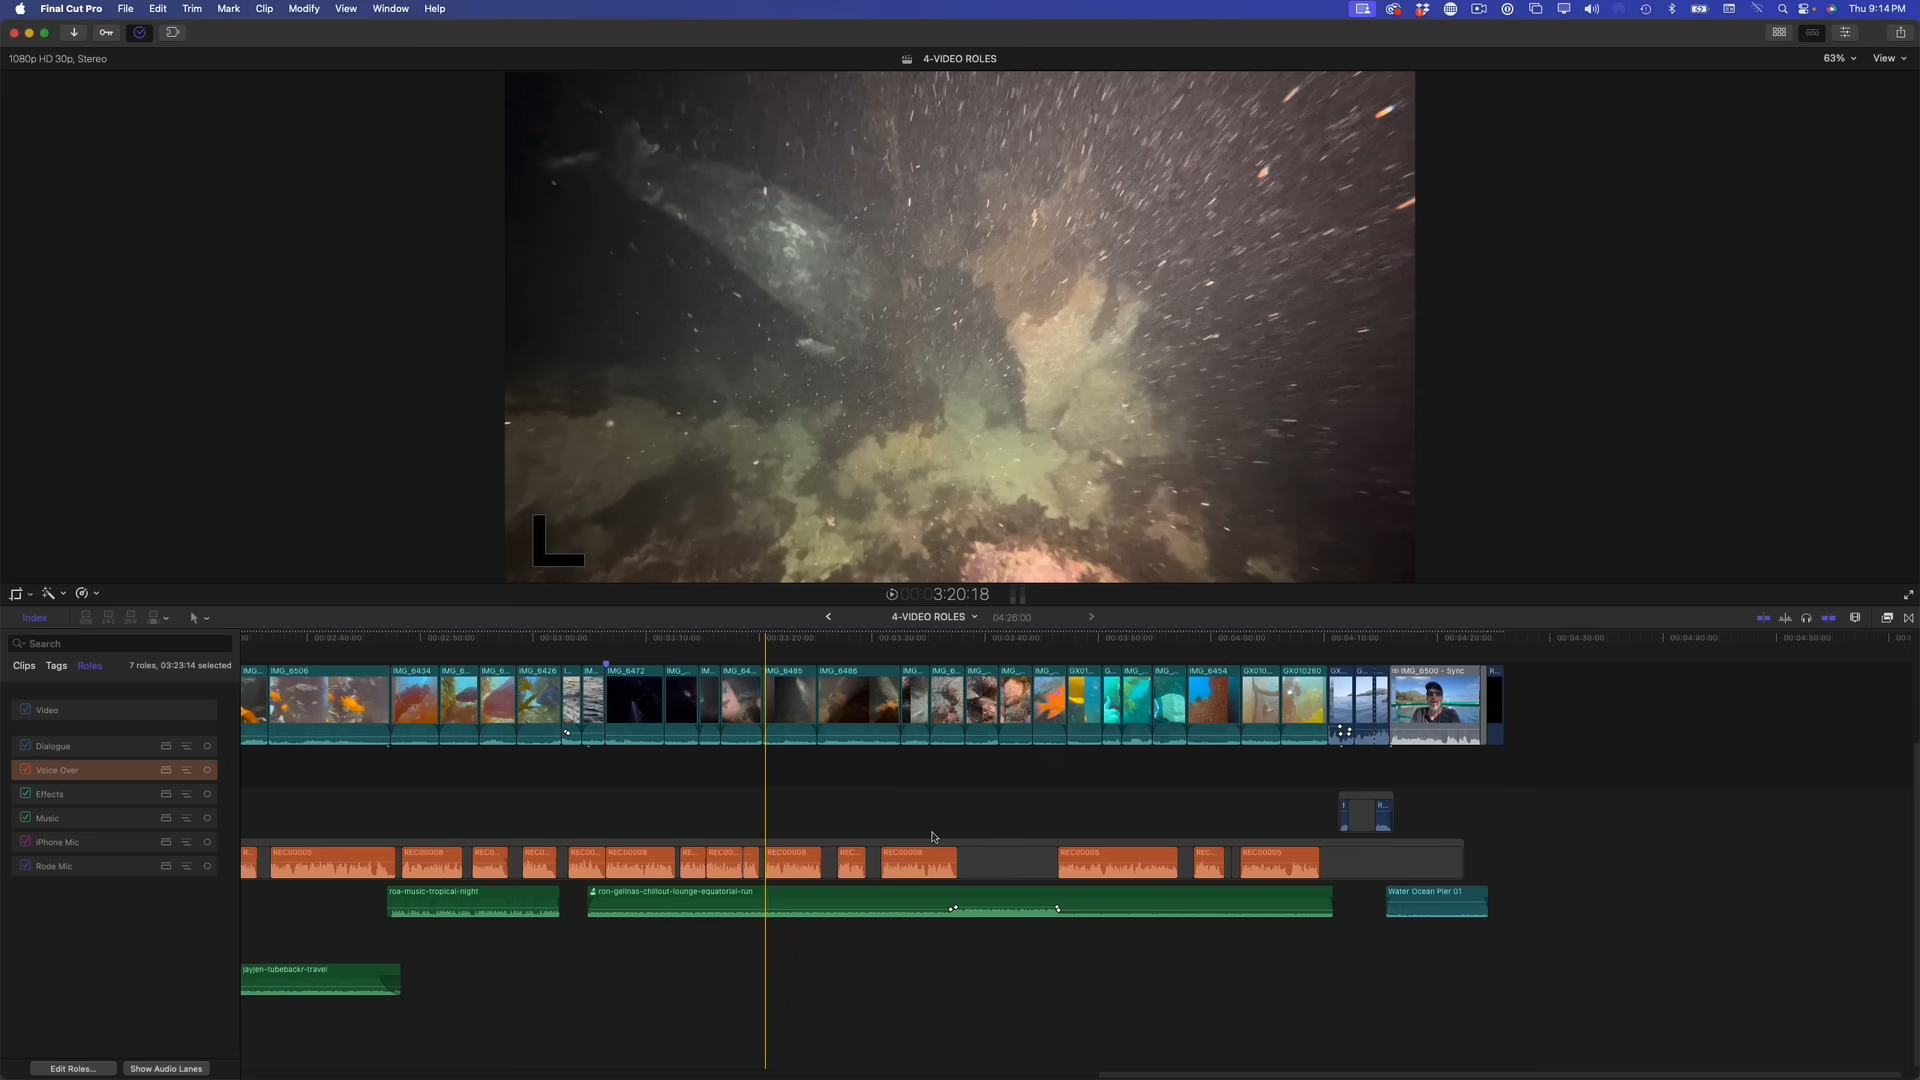 Final Cut Pro File Edit Trim Mark Clip Modify View Window Help Thu 9:14 PM
1080p HD 30p, Stereo 4-VIDEO ROLES 63% View
00:03:20:18
Index 4-VIDEO ROLES 04:26:00
Search
00:02:40:00 00:02:50:00 00:03:00:00 00:03:10:00 00:03:20:00 00:03:30:00 00:03:40:00 00:03:50:00 00:04:00:00 00:04:10:00 00:04:20:00 00:04:30:00 00:04:40:00 00:04:50:00
Clips Tags Roles 7 roles, 03:23:14 selected
IMG... IMG_6506 IMG_6434 IMG_6... IMG_6... IMG_6426 I... IM... IMG_6472 IMG_... IM... IMG_64... IMG_6485 IMG_6486 IMG... IMG_6... IMG_... IMG_... IMG_... GX01... G... IMG_... IMG_... IMG_6454 GX010... GX010280 GX... G... IMG_6500 - Sync R...
Video
Dialogue
Voice Over
Effects
R...
Music
iPhone Mic
R... REC00005 REC00008 REC0... REC0... REC00... REC00008 RE... REC00... ... REC00008 REC... REC00008 REC00005 REC... REC00005
Rode Mic
roa-music-tropical-night ron-gelinas-chillout-lounge-equatorial-run Water Ocean Pier 01
jayjen-tubebackr-travel
Edit Roles... Show Audio Lanes